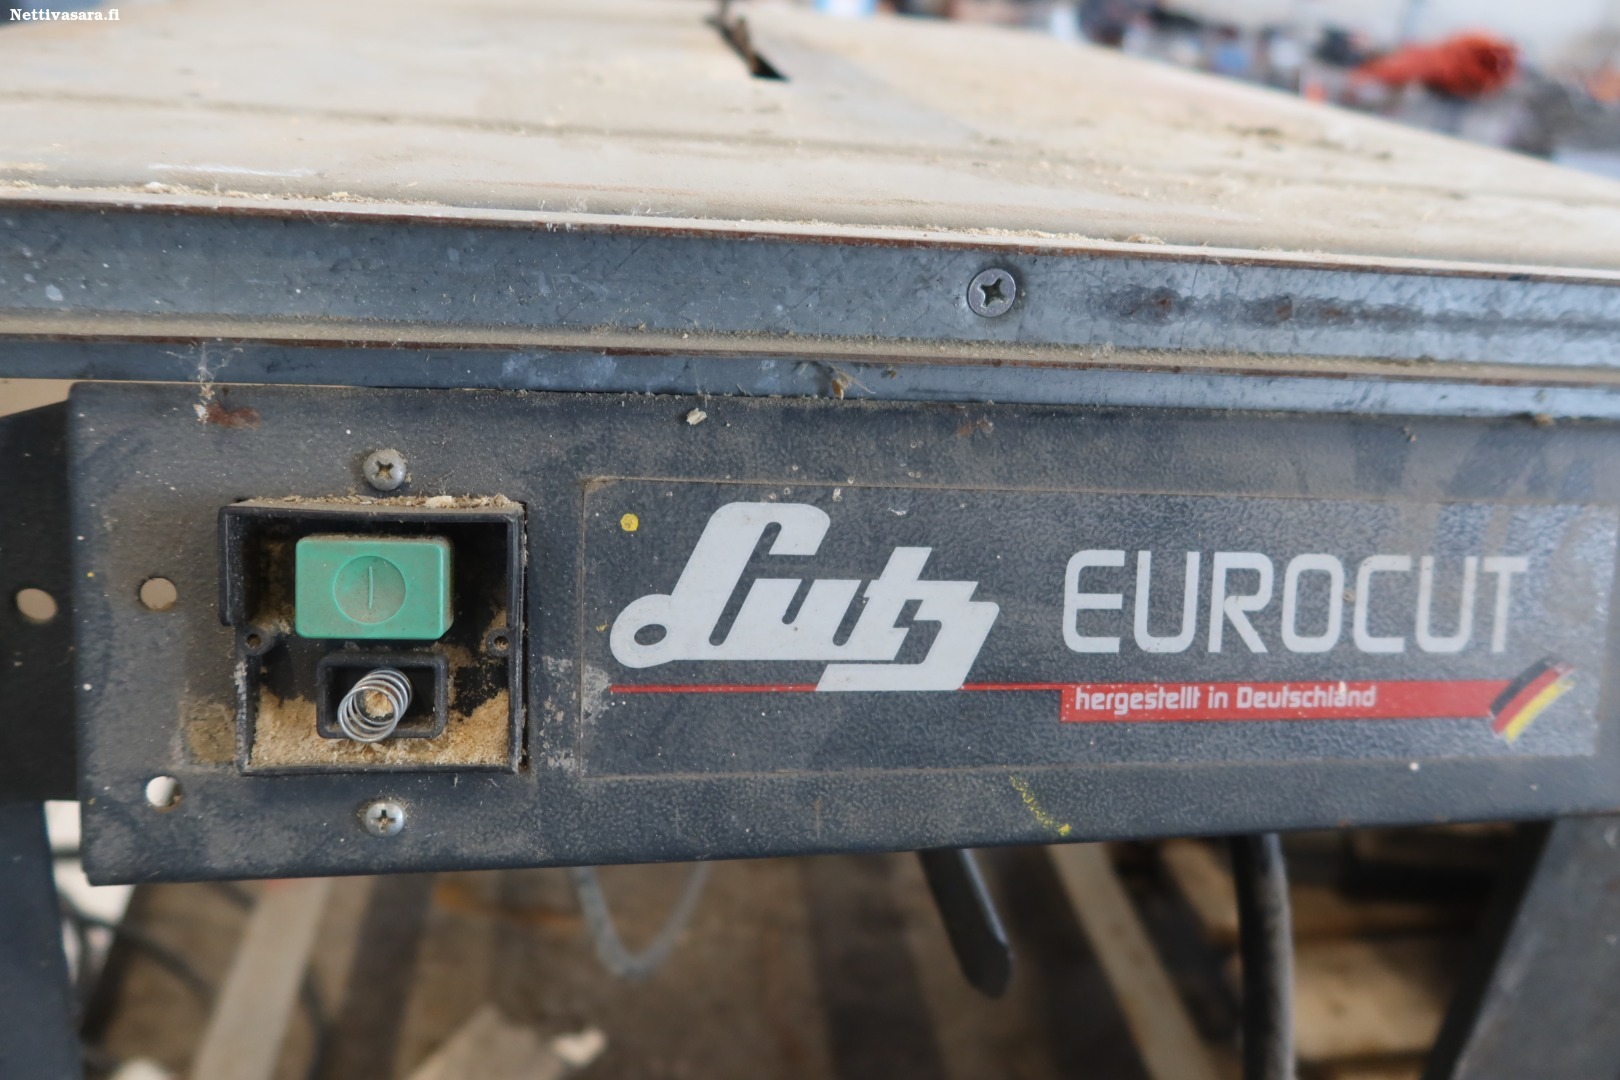 Nettivasara.fi
Lutz EUROCUT
hergestellt in Deutschland